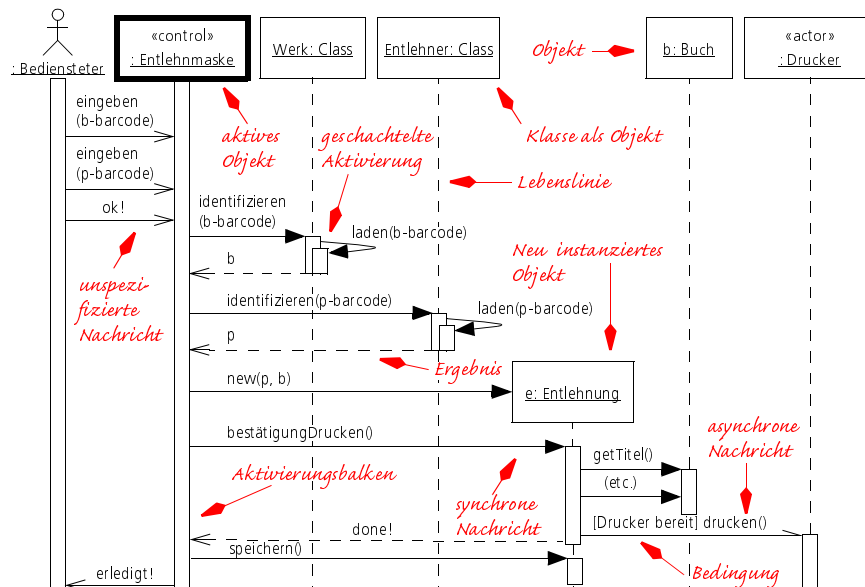 «control»
: Entlehnmaske
Werk: Class
Entlehner: Class
b: Buch
«actor»
: Drucker
: Bediensteter
Objekt
eingeben
(b-barcode)
aktives
Objekt
geschachtelte
Aktivierung
Klasse als Objekt
eingeben
(p-barcode)
Lebenslinie
ok!
identifizieren
(b-barcode)
laden(b-barcode)
b
Neu instanziertes
Objekt
unspezi-
fizierte
Nachricht
identifizieren(p-barcode)
laden(p-barcode)
p
Ergebnis
new(p, b)
e: Entlehnung
bestätigungDrucken()
asynchrone
Nachricht
getTitel()
Aktivierungsbalken
(etc.)
synchrone
Nachricht
[Drucker bereit] drucken()
done!
speichern()
Bedingung
erledigt!